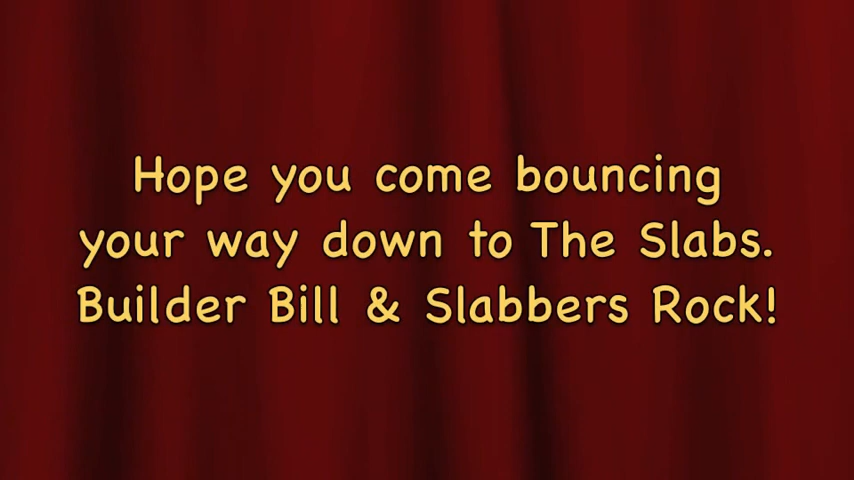 Hope you come bouncing
your way down to The Slabs.
Builder Bill & Slabbers Rock!